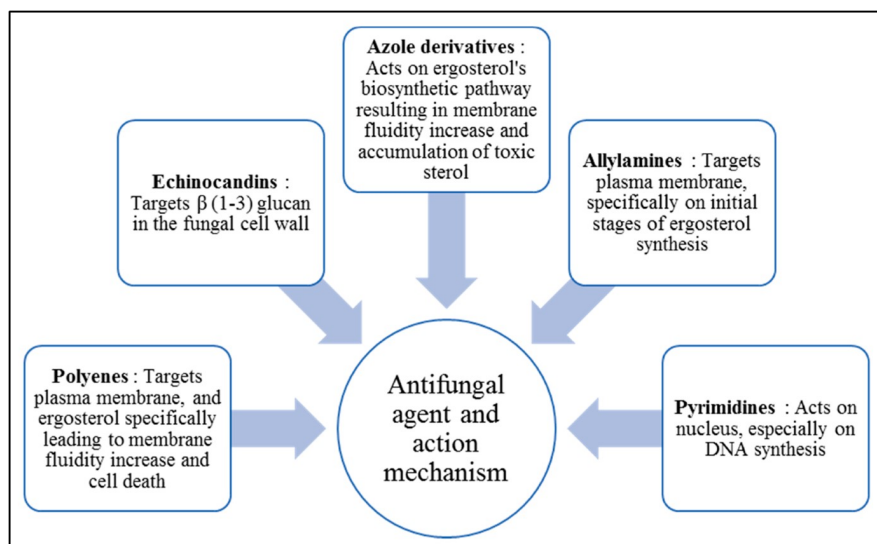 Azole derivatives :
Acts on ergosterol's
biosynthetic pathway
resulting in membrane
fluidity increase and
accumulation of toxic
sterol
Echinocandins :
Targets β (1-3) glucan
in the fungal cell wall
Allylamines : Targets
plasma membrane,
specifically on initial
stages of ergosterol
synthesis
Polyenes : Targets
plasma membrane, and
ergosterol specifically
leading to membrane
fluidity increase and
cell death
Antifungal
agent and
action
mechanism
Pyrimidines : Acts on
nucleus, especially on
DNA synthesis